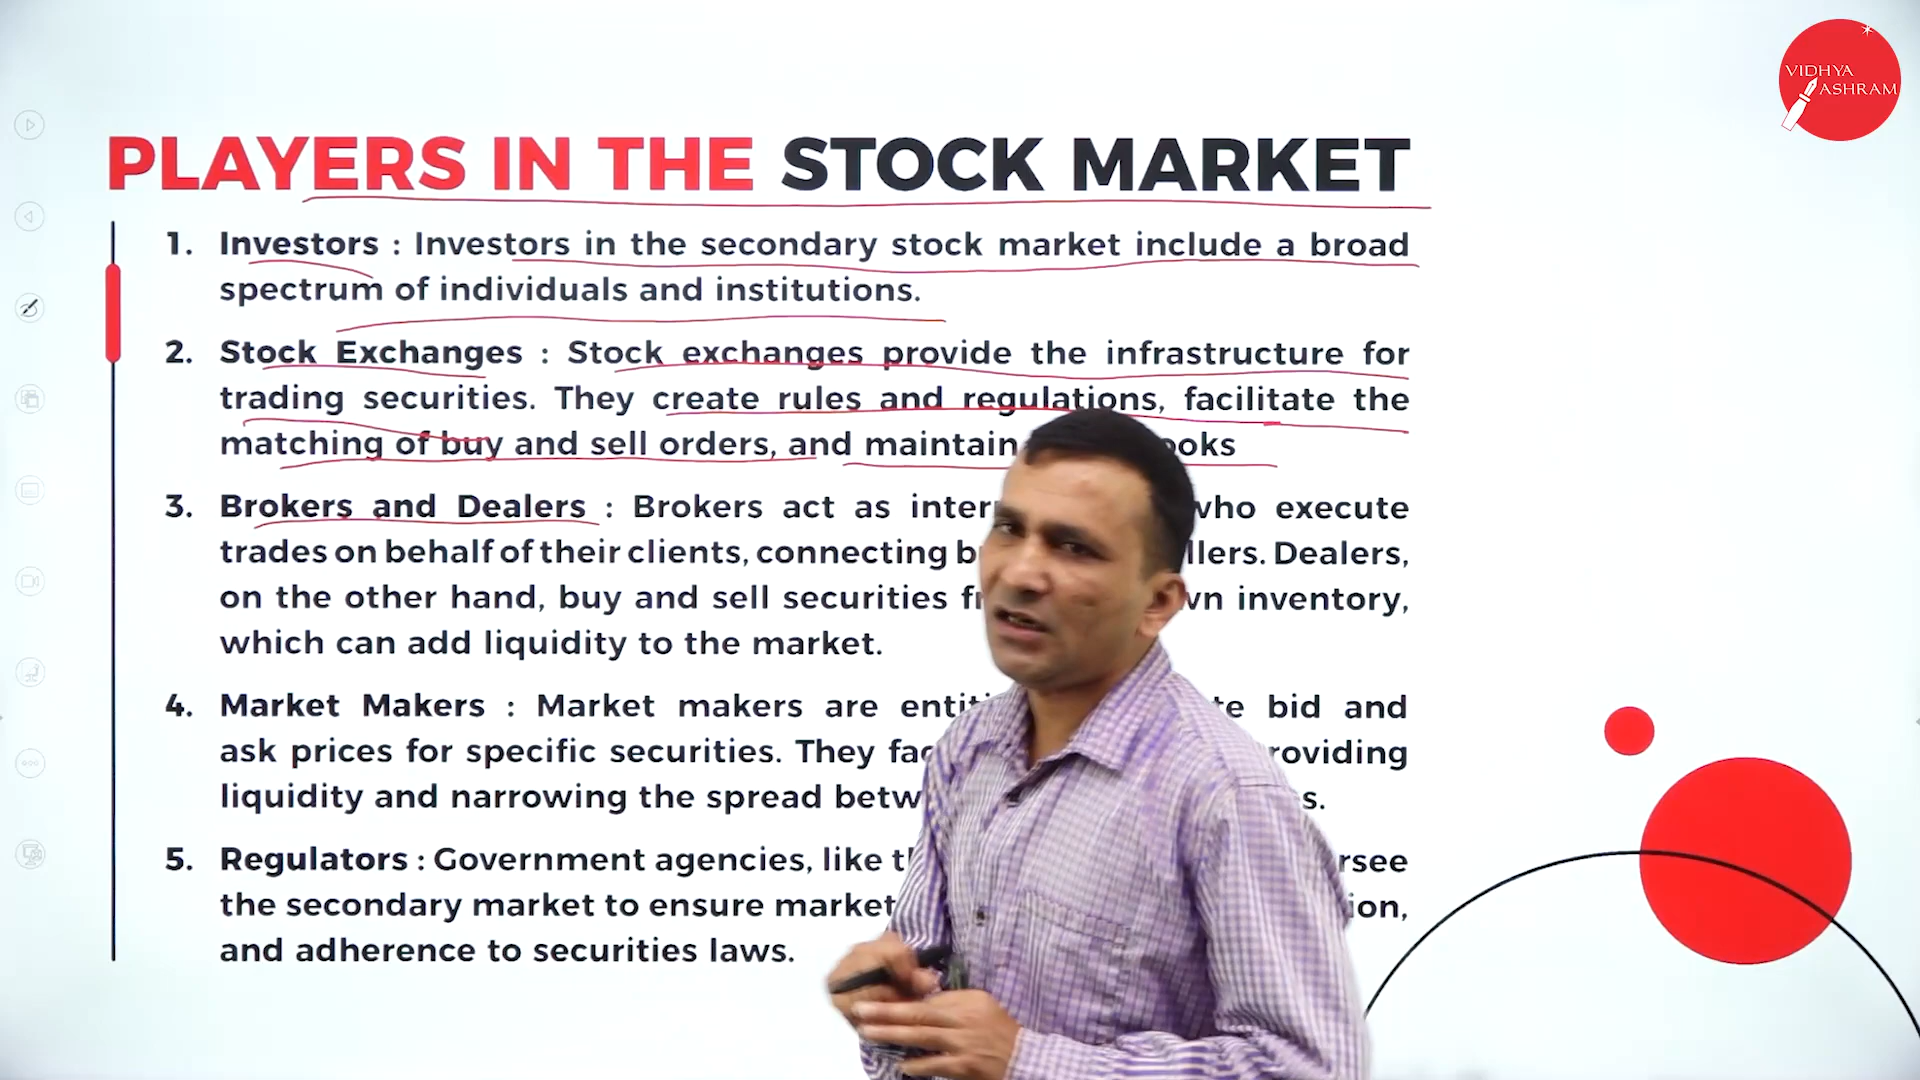 VIDHYA
ASHRAM
PLAYERS IN THE STOCK MARKET
1. Investors : Investors in the secondary stock market include a broad
spectrum of individuals and institutions.
2. Stock Exchanges : Stock exchanges provide the infrastructure for
trading securities. They create rules and regulations, facilitate the
matching of buy and sell orders, and maintain
3. Brokers and Dealers : Brokers act as who execute
trades on behalf of their clients, connecting Dealers,
on the other hand, buy and sell securities inventory,
which can add liquidity to the market.
4. Market Makers : Market makers are bid and
ask prices for specific securities. They
liquidity and narrowing the spread
5. Regulators : Government agencies, like
the secondary market to ensure market
and adherence to securities laws.